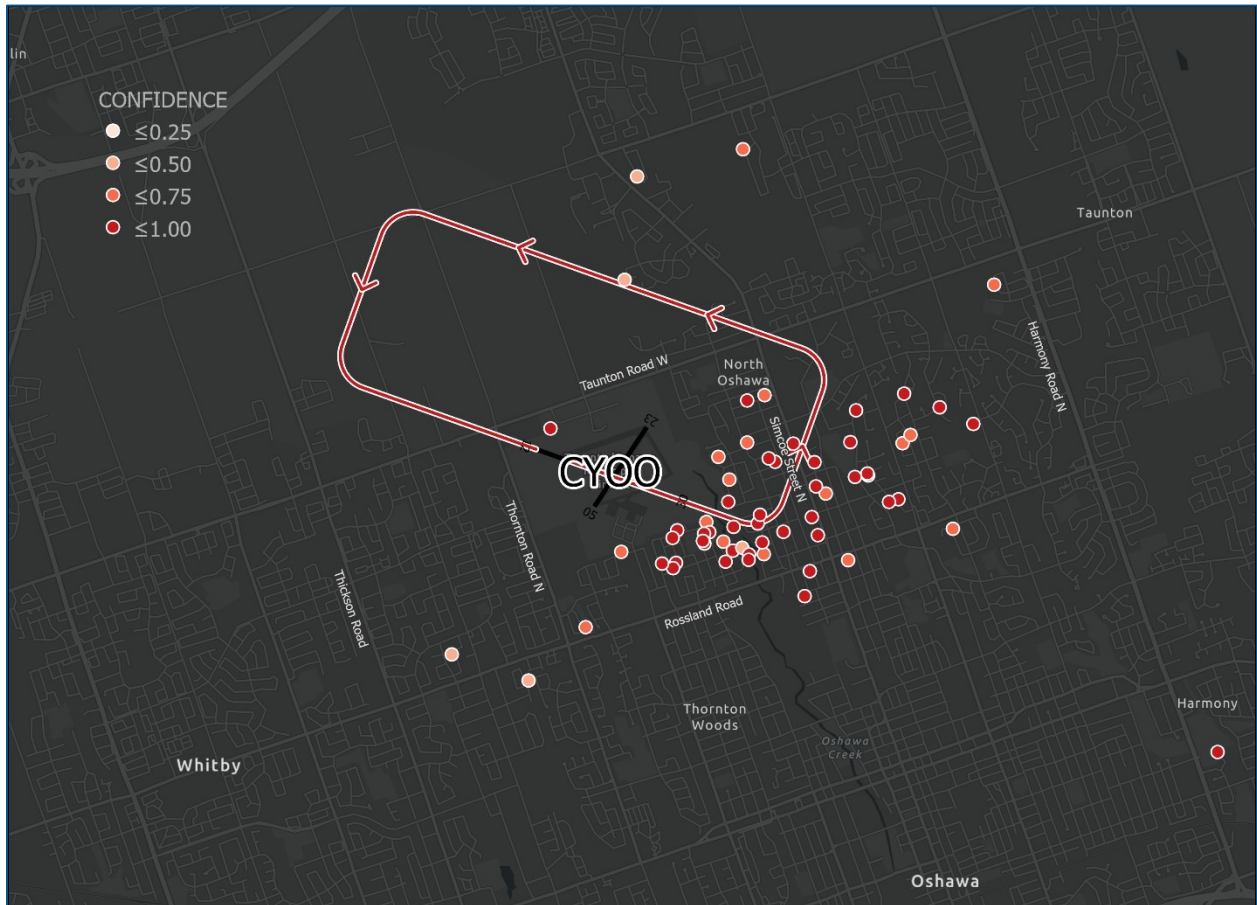 lin
CONFIDENCE
≤0.25
≤0.50
≤0.75
≤1.00
Taunton
Harmony Road N
Taunton Road W
North
Oshawa
Simcoe Street N
23
CYOO
05
Thornton Road N
Thickson Road
Rossland Road
Thornton
Woods
Harmony
Oshawa
Creek
Whitby
Oshawa